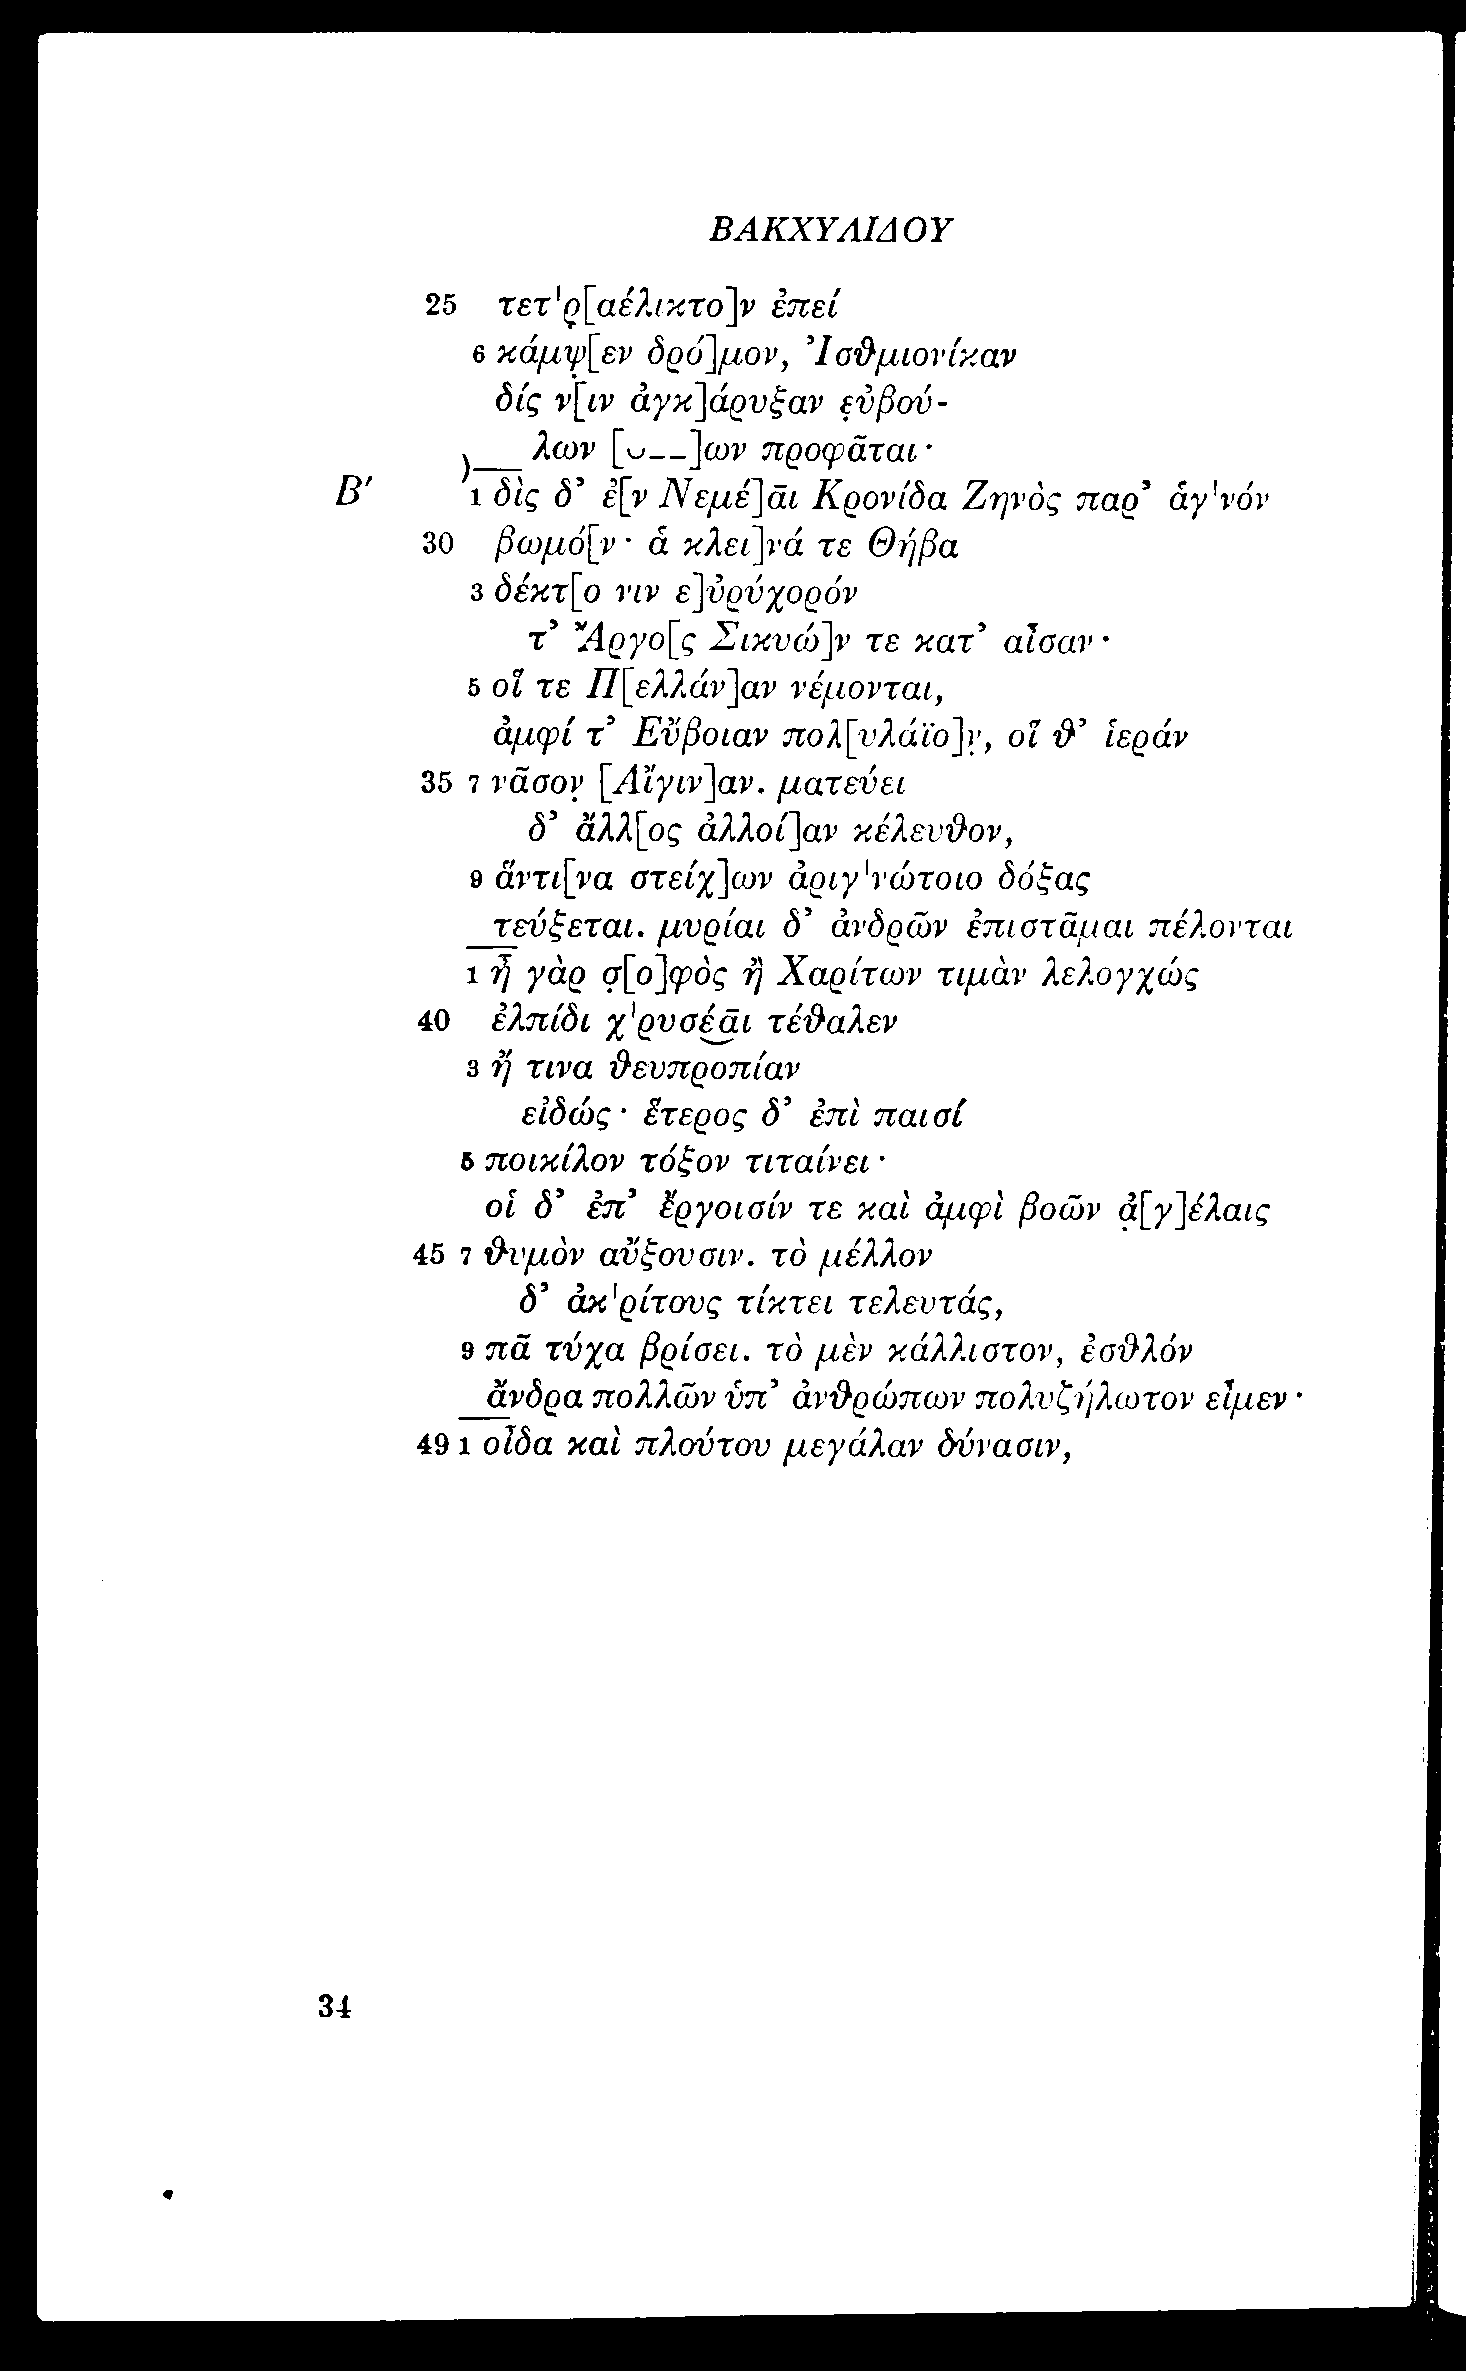 ΒΑΚΧΥΛΙΔΟΥ
25 τετ'ρ̣[αέλικτο]ν ἐπεί
6 κάμψ̣[εν δρό]μον, Ἰσθμιονίκαν
δίς ν[ιν ἀγκ]άρυξαν ε̣ὐβού-
)__ λων [⏑––]ων προφᾶται·
Β′ 1 δὶς δ' ἐ[ν Νεμέ]ᾱι Κρονίδα Ζηνὸς παρ' ἁγ'νόν
30 βωμό[ν· ἁ κλει]νά τε Θήβα
3 δέκτ[ο νιν ε]ὐρύχορόν
τ' Ἄργο[ς Σικυώ]ν τε κατ' αἶσαν·
5 οἵ τε Π[ελλάν]αν νέμονται,
ἀμφί τ' Εὔβοιαν πολ[υλάϊο]ν̣, οἵ θ' ἱεράν
35 7 νᾶσον̣ [Αἴγιν]αν. ματεύει
δ' ἄλλ[ος ἀλλοί]αν κέλευθον,
9 ἅντι[να στείχ]ων ἀριγ'νώτοιο δόξας
τεύξεται. μυρίαι δ' ἀνδρῶν ἐπιστᾶμαι πέλονται
1 ἦ γὰρ σ̣[ο]φὸς ἢ Χαρίτων τιμὰν λελογχώς
40 ἐλπίδι χ'ρυσέ͜ᾱι τέθαλεν
3 ἤ τινα θευπροπίαν
εἰδώς· ἕτερος δ' ἐπὶ παισί
5 ποικίλον τόξον τιταίνει·
οἱ δ' ἐπ' ἔργοισίν τε καὶ ἀμφὶ βοῶν ἀ̣[γ]έλαις
45 7 θυμὸν αὔξουσιν. τὸ μέλλον
δ' ἀκ'ρίτους τίκτει τελευτάς,
9 πᾶ τύχα βρίσει. τὸ μὲν κάλλιστον, ἐσθλόν
ἄνδρα πολλῶν ὑπ' ἀνθρώπων πολυζήλωτον εἶμεν·
49 1 οἶδα καὶ πλούτου μεγάλαν δύνασιν,
34